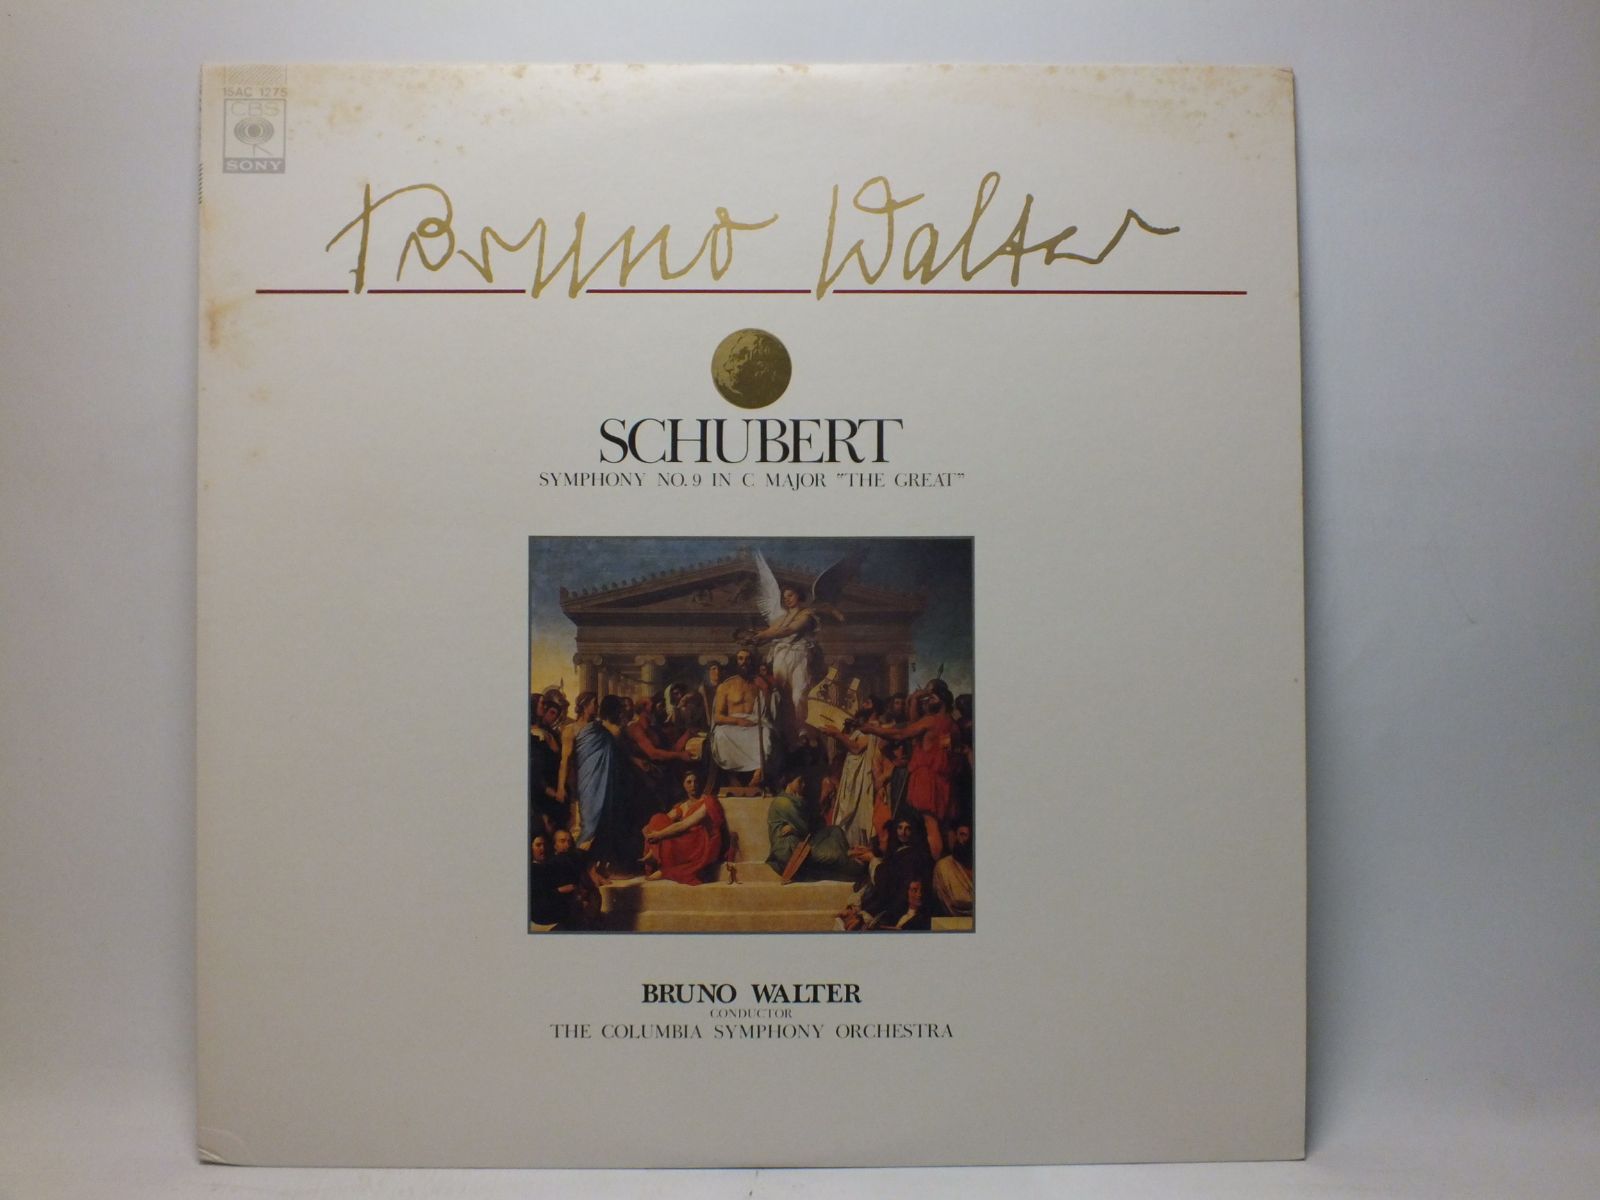 15AC 1275
CBS
SONY
Bruno Walter
SCHUBERT
SYMPHONY NO. 9 IN C MAJOR "THE GREAT"
BRUNO WALTER
CONDUCTOR
THE COLUMBIA SYMPHONY ORCHESTRA